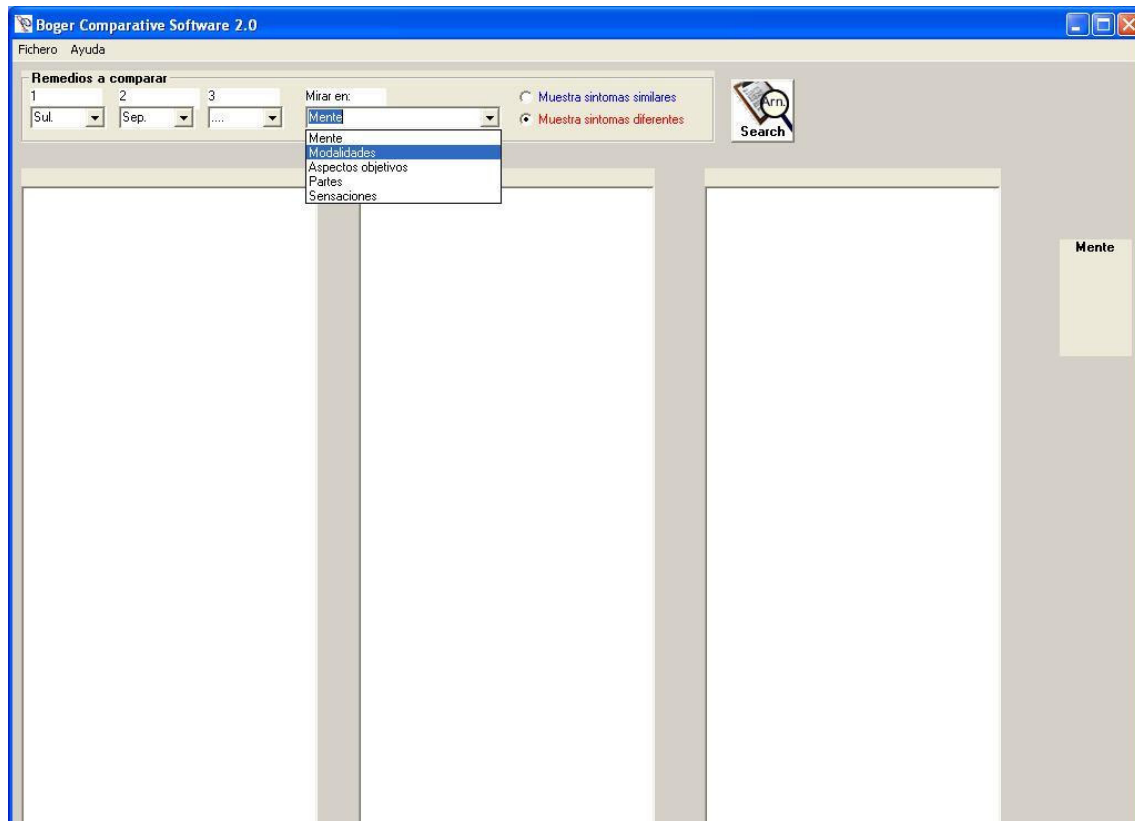 Boger Comparative Software 2.0
Fichero Ayuda
Remedios a comparar
1 2 3 Mirar en: Muestra sintomas similares
Sul. Sep. .... Mente Muestra sintomas diferentes
Arn.
Search
Mente
Modalidades
Aspectos objetivos
Partes
Sensaciones
Mente